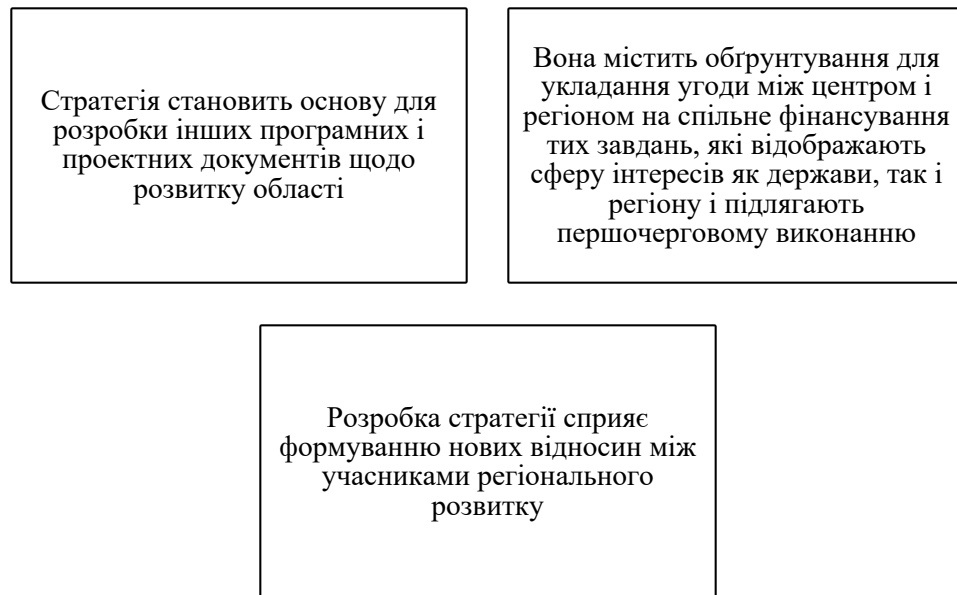 Стратегія становить основу для
розробки інших програмних і
проектних документів щодо
розвитку області
Вона містить обґрунтування для
укладання угоди між центром і
регіоном на спільне фінансування
тих завдань, які відображають
сферу інтересів як держави, так і
регіону і підлягають
першочерговому виконанню
Розробка стратегії сприяє
формуванню нових відносин між
учасниками регіонального
розвитку